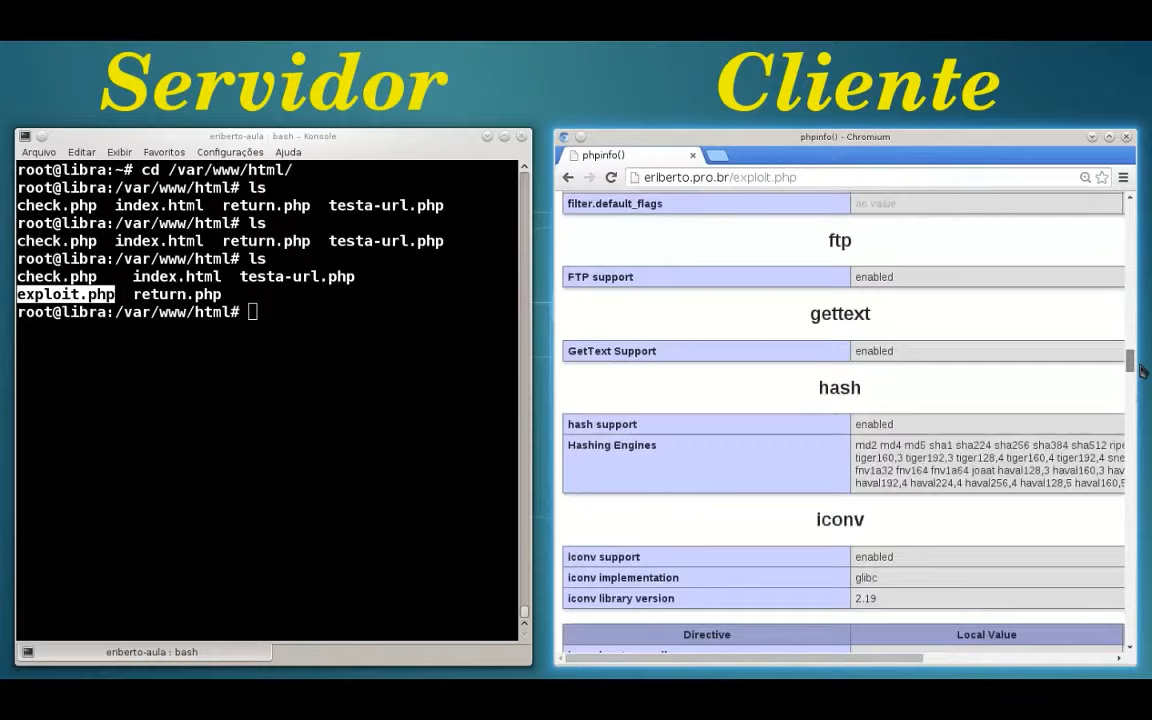 Servidor
Cliente
eriberto-aula : bash – Konsole
Arquivo Editar Exibir Favoritos Configurações Ajuda
root@libra:~# cd /var/www/html/
root@libra:/var/www/html# ls
check.php index.html return.php testa-url.php
root@libra:/var/www/html# ls
check.php index.html return.php testa-url.php
root@libra:/var/www/html# ls
check.php index.html testa-url.php
exploit.php return.php
root@libra:/var/www/html#
eriberto-aula : bash
phpinfo() - Chromium
phpinfo()
eriberto.pro.br/exploit.php
filter.default_flags no value
ftp
FTP support enabled
gettext
GetText Support enabled
hash
hash support enabled
Hashing Engines md2 md4 md5 sha1 sha224 sha256 sha384 sha512
tiger160,3 tiger192,3 tiger128,4 tiger160,4 tiger192,4
fnv1a32 fnv164 fnv1a64 joaat haval128,3 haval160,3
haval192,4 haval224,4 haval256,4 haval128,5 haval160,5
iconv
iconv support enabled
iconv implementation glibc
iconv library version 2.19
Directive Local Value